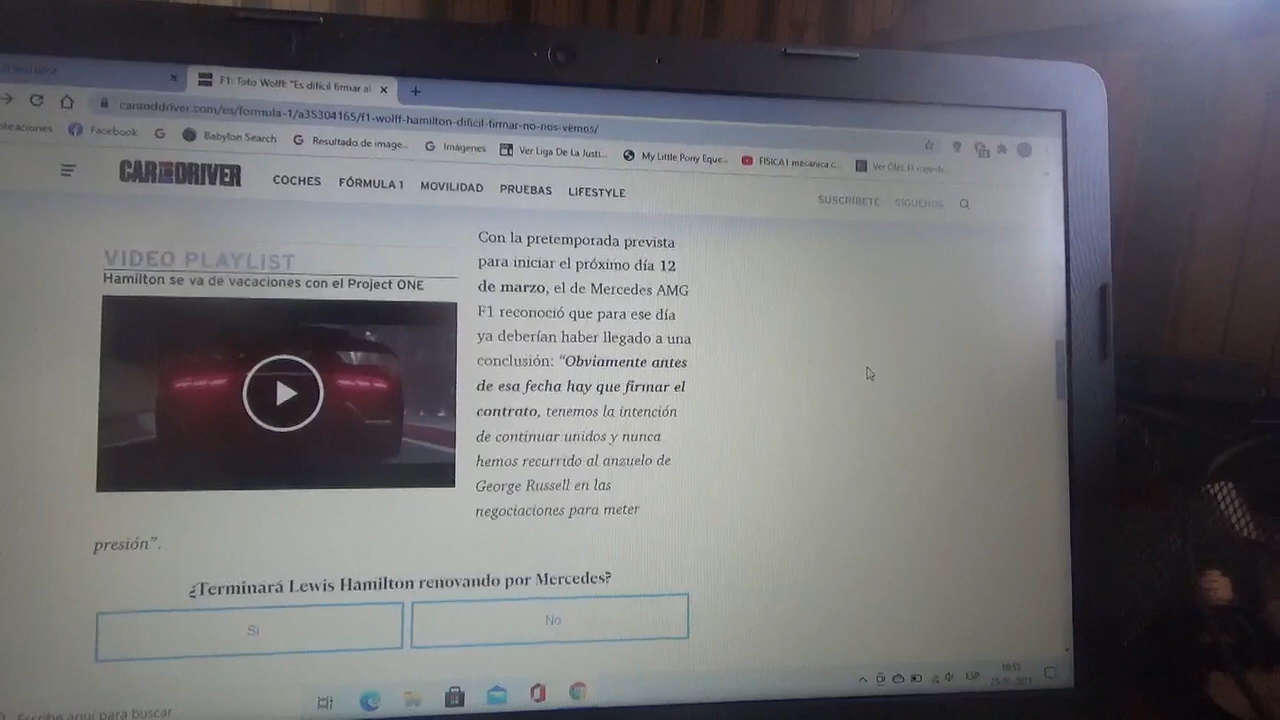 F1: Toto Wolff: "Es difícil firmar al
caranddriver.com/es/formula-1/a35304165/f1-wolff-hamilton-dificil-firmar-no-nos-vemos/
Facebook
Babylon Search
Resultado de image...
Imágenes
Ver Liga De La Justi...
My Little Pony Eque...
FISICA I mecanica c...
CAR AND DRIVER
COCHES
FÓRMULA 1
MOVILIDAD
PRUEBAS
LIFESTYLE
SUSCRÍBETE
SÍGUENOS
VIDEO PLAYLIST
Hamilton se va de vacaciones con el Project ONE
Con la pretemporada prevista
para iniciar el próximo día 12
de marzo, el de Mercedes AMG
F1 reconoció que para ese día
ya deberían haber llegado a una
conclusión: "Obviamente antes
de esa fecha hay que firmar el
contrato, tenemos la intención
de continuar unidos y nunca
hemos recurrido al anzuelo de
George Russell en las
negociaciones para meter
presión".
¿Terminará Lewis Hamilton renovando por Mercedes?
Sí
No
ESP
Escribe aquí para buscar